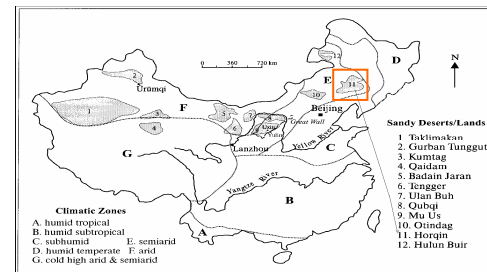 0 360 720 km
N
12
D
2
Urumqi
E
11
10
Beijing
1
3
F
5
7
8
Great Wall
4
6
9
Yulin
Yellow River
Lanzhou
C
G
Yangtze River
B
A
Sandy Deserts/Lands
1 Taklimakan
2 Gurban Tunggut
3 Kumtag
4 Qaidam
5 Badain Jaran
6 Tengger
7 Ulan Buh
8. Qubqi
9. Mu Us
10. Otindag
11. Horqin
12. Hulun Buir
Climatic Zones
A. humid tropical
B. humid subtropical
C. subhumid E. semiarid
D. humid temperate F. arid
G. cold high arid & semiarid